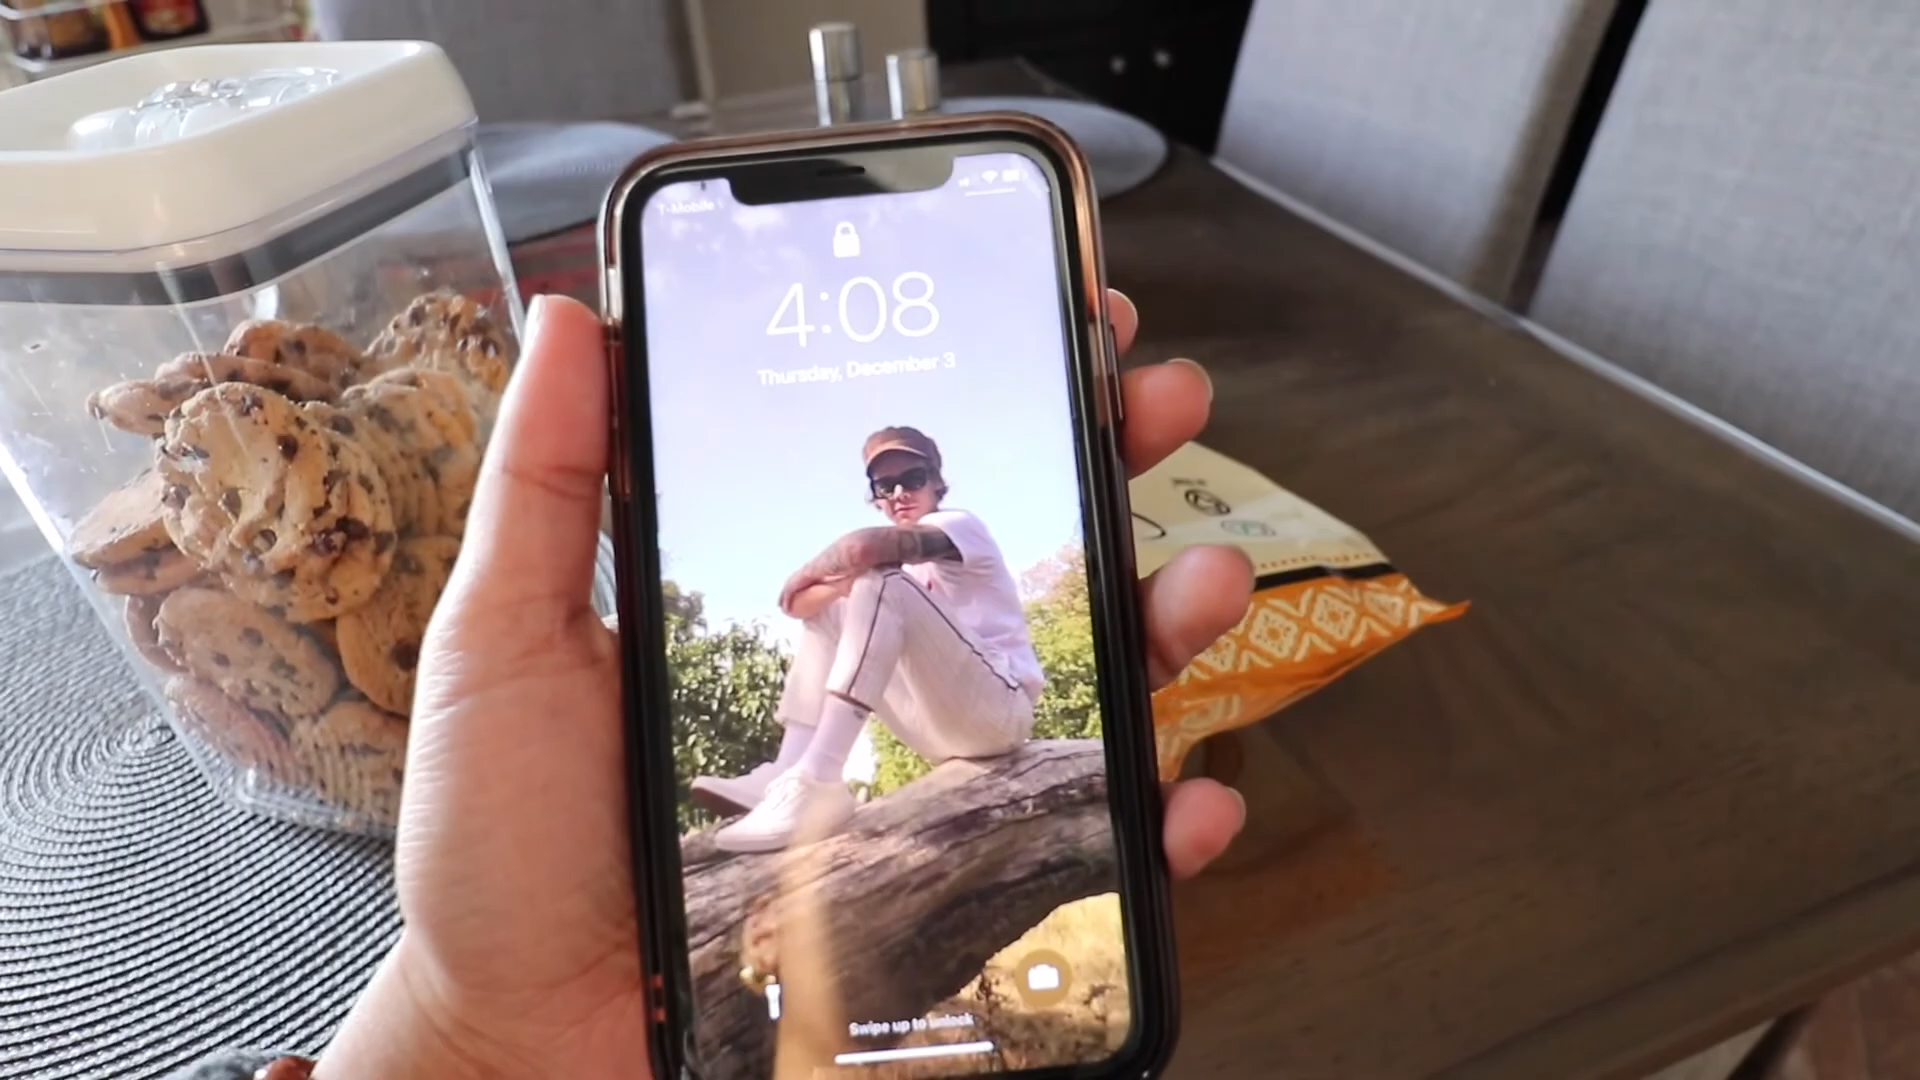 T-Mobile
4:08
Thursday, December 3
Swipe up to unlock